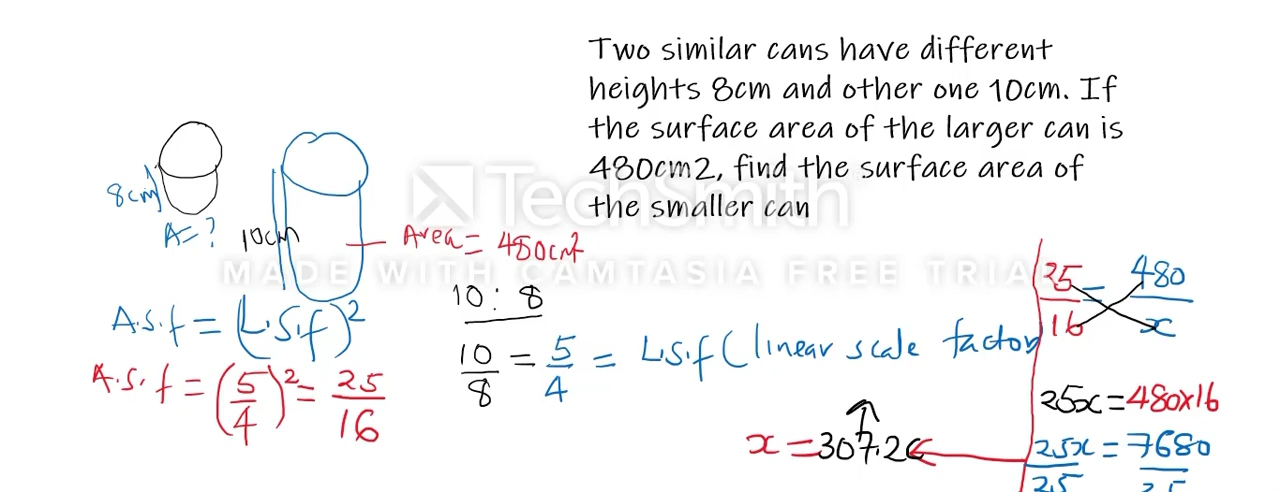 Two similar cans have different
heights 8cm and other one 10cm. If
the surface area of the larger can is
480cm2, find the surface area of
the smaller can
TechSmith
MADE WITH CAMTASIA FREE TRIAL
8cm
A=?
10cm
Area = 480cm²
A.s.f = (L.s.f)²
A.s.f = (5/4)² = 25/16
10 : 8
10/8 = 5/4 = L.s.f (linear scale factor
25/16 = 480/x
25x = 480x16
25x/25 = 7680/25
x = 307.2